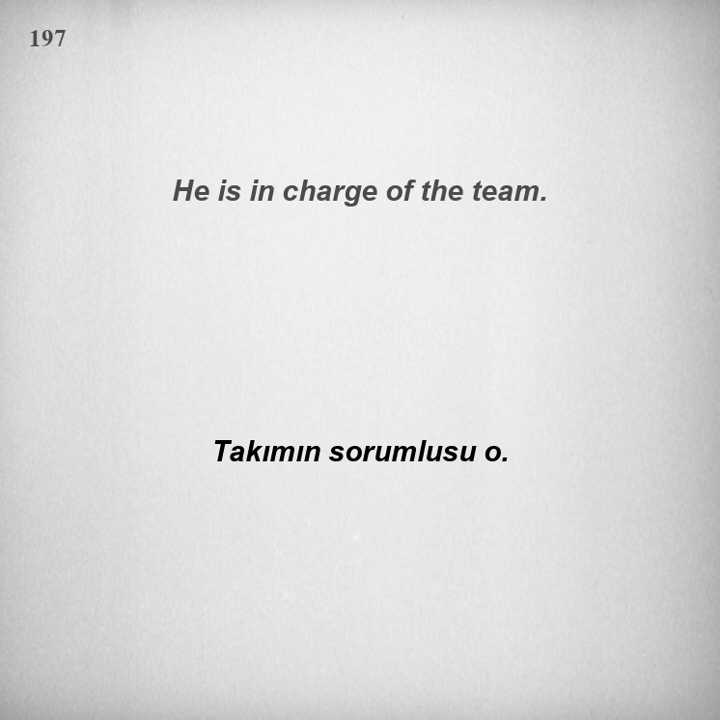 197
He is in charge of the team.
Takımın sorumlusu o.